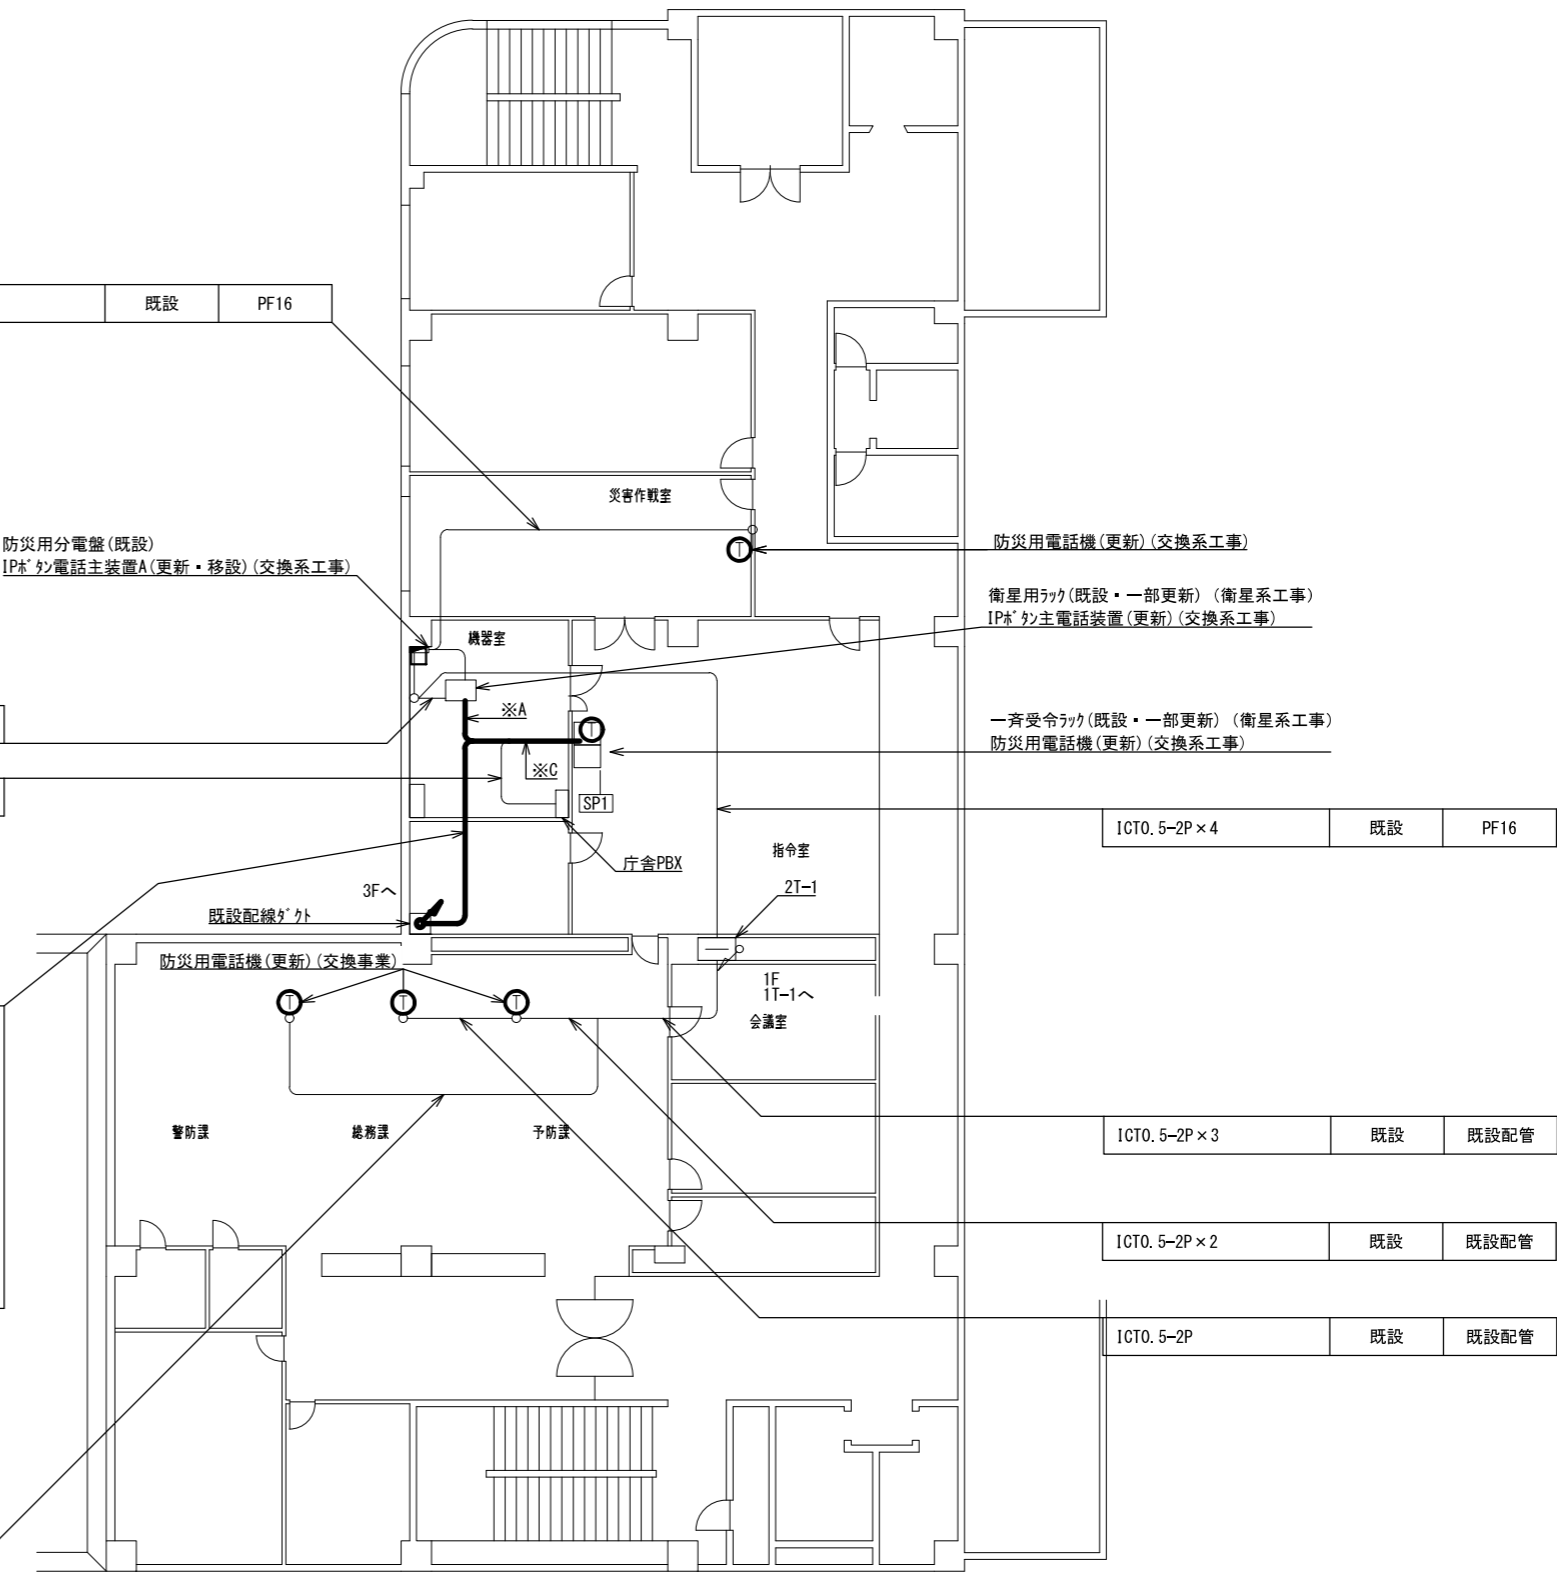 既設 PF16
災害作戦室
防災用分電盤(既設)
IPﾎﾞﾀﾝ電話主装置A(更新・移設)(交換系工事)
防災用電話機(更新)(交換系工事)
衛星用ﾗｯｸ(既設・一部更新)(衛星系工事)
IPﾎﾞﾀﾝ主電話装置(更新)(交換系工事)
機器室
T
※A
T
一斉受令ﾗｯｸ(既設・一部更新)(衛星系工事)
防災用電話機(更新)(交換系工事)
※C
SP1
ICT0.5-2P×4 既設 PF16
指令室
庁舎PBX
2T-1
3Fへ
既設配線ﾀﾞｸﾄ
防災用電話機(更新)(交換事業)
1F
1T-1へ
T T T
会議室
警防課 総務課 予防課
ICT0.5-2P×3 既設 既設配管
ICT0.5-2P×2 既設 既設配管
ICT0.5-2P 既設 既設配管